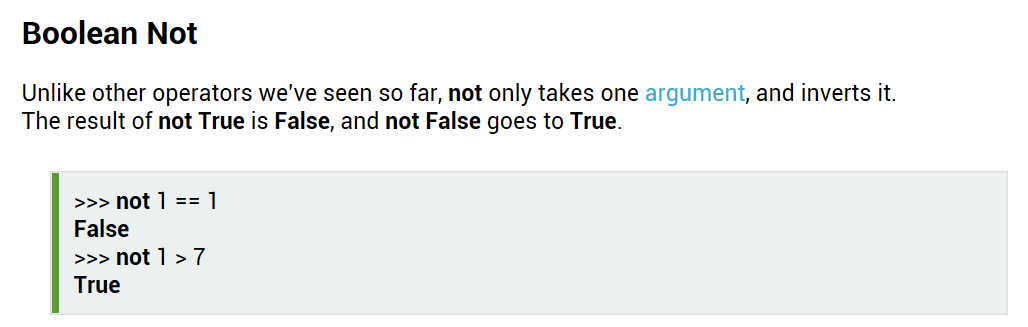 Boolean Not
Unlike other operators we've seen so far, not only takes one argument, and inverts it.
The result of not True is False, and not False goes to True.
>>> not 1 == 1
False
>>> not 1 > 7
True